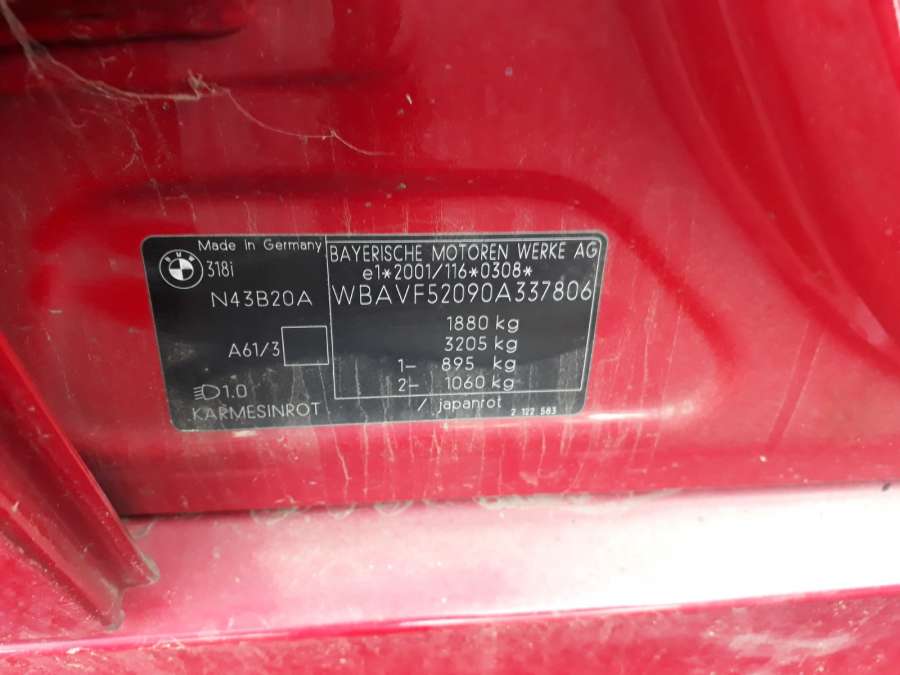 Made in Germany
BMW
318i
N43B20A
A61/3
1.0
KARMESINROT
BAYERISCHE MOTOREN WERKE AG
e1*2001/116*0308*
WBAVF52090A337806
1880 kg
3205 kg
1- 895 kg
2- 1060 kg
/ japanrot
2 122 583